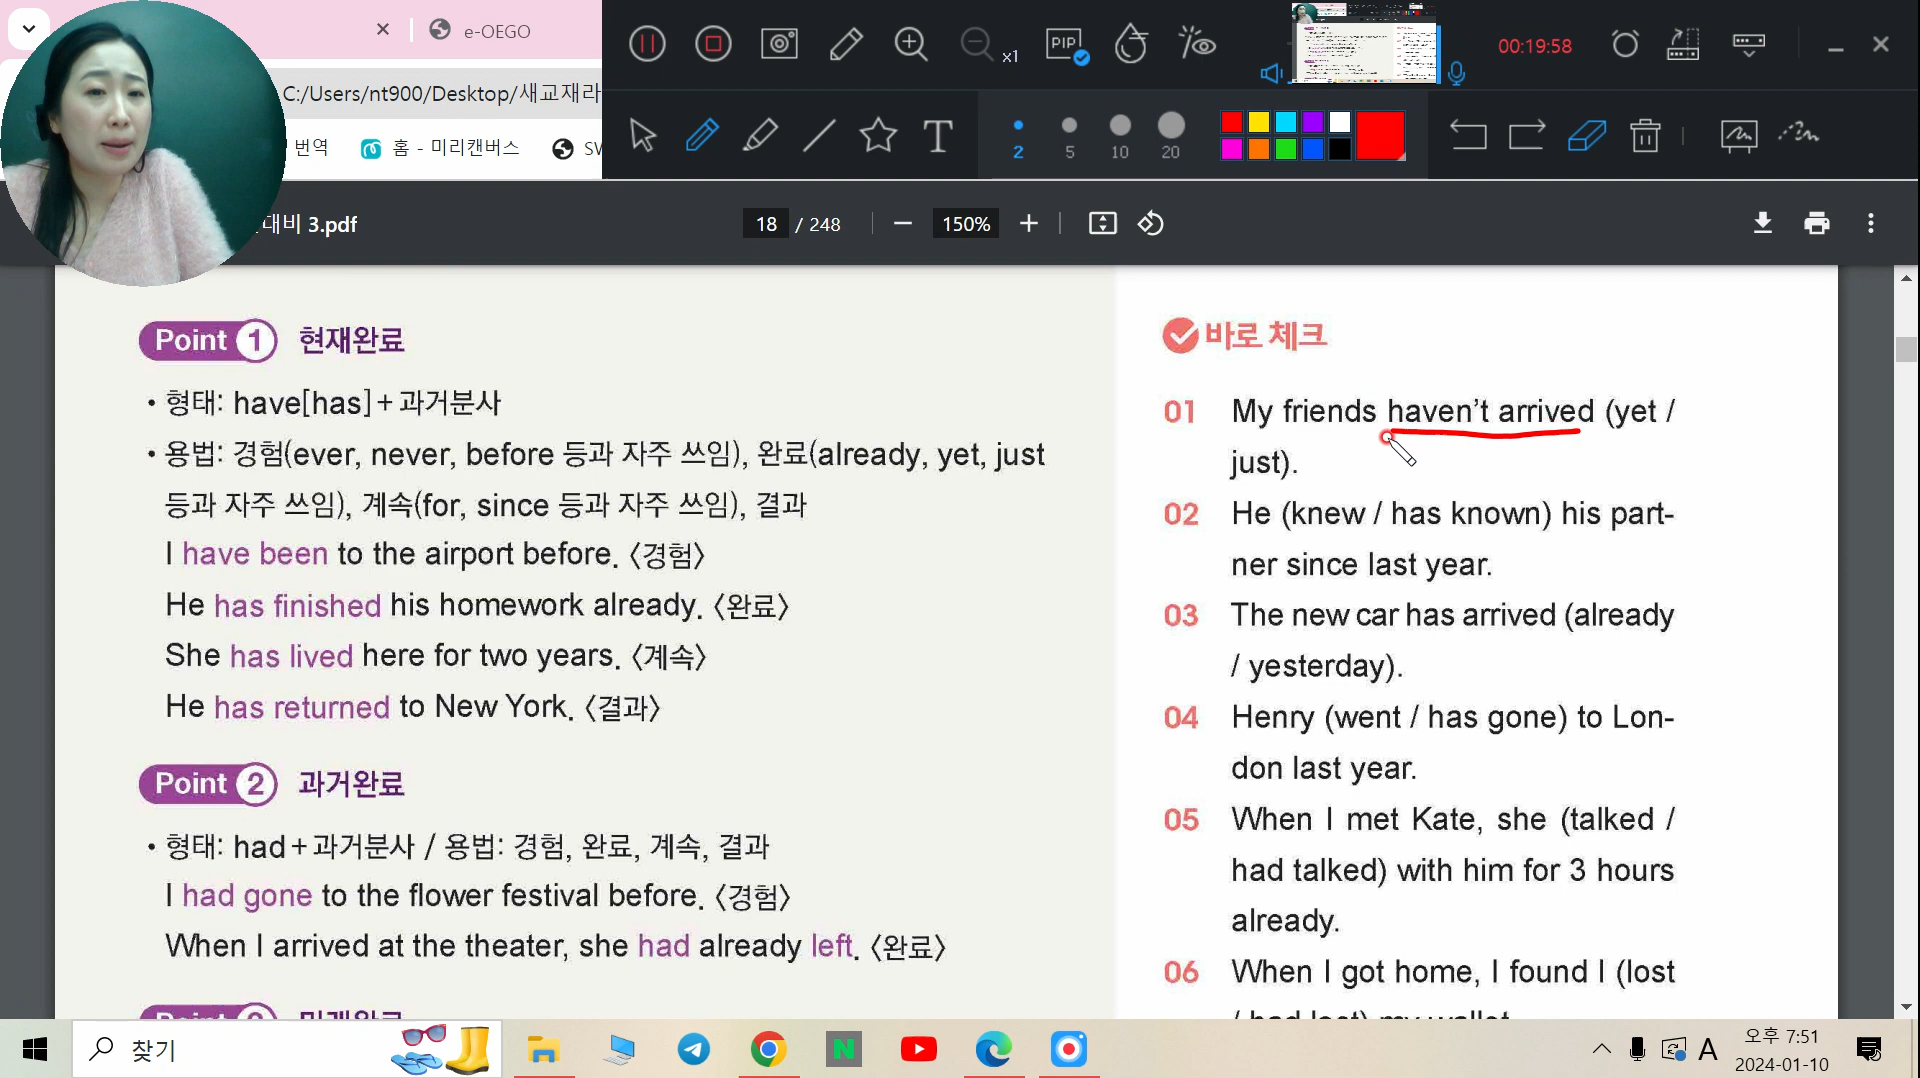 e-OEGO
C:/Users/nt900/Desktop/새교재라
번역
홈 - 미리캔버스
x1
PIP
00:19:58
T
2
5
10
20
대비 3.pdf
18 / 248
150%
Point 1 현재완료
• 형태: have[has]+과거분사
• 용법: 경험(ever, never, before 등과 자주 쓰임), 완료(already, yet, just
등과 자주 쓰임), 계속(for, since 등과 자주 쓰임), 결과
I have been to the airport before. 〈경험〉
He has finished his homework already. 〈완료〉
She has lived here for two years. 〈계속〉
He has returned to New York. 〈결과〉
Point 2 과거완료
• 형태: had+과거분사 / 용법: 경험, 완료, 계속, 결과
I had gone to the flower festival before. 〈경험〉
When I arrived at the theater, she had already left. 〈완료〉
바로 체크
01 My friends haven't arrived (yet /
just).
02 He (knew / has known) his part-
ner since last year.
03 The new car has arrived (already
/ yesterday).
04 Henry (went / has gone) to Lon-
don last year.
05 When I met Kate, she (talked /
had talked) with him for 3 hours
already.
06 When I got home, I found I (lost
찾기
N
A
오후 7:51
2024-01-10